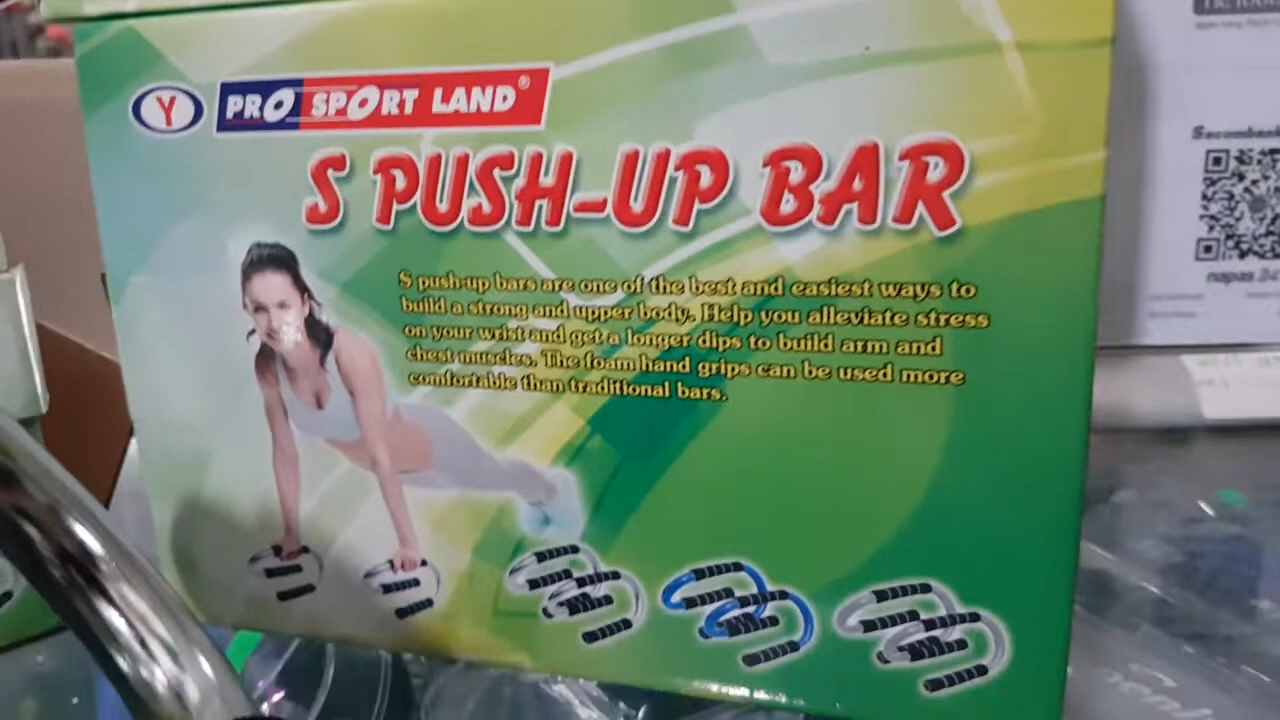 Y PRO SPORT LAND®
S PUSH-UP BAR
S push-up bars are one of the best and easiest ways to
build a strong and upper body. Help you alleviate stress
on your wrist and get a longer dips to build arm and
chest muscles. The foam hand grips can be used more
comfortable than traditional bars.
Sacombank
napas 24